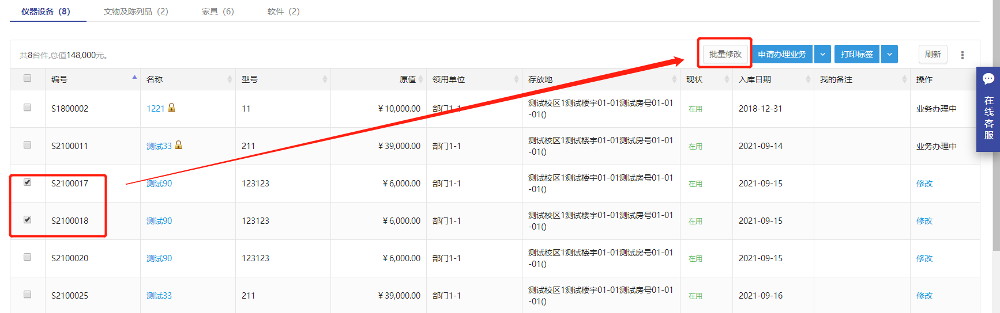 仪器设备（8） 文物及陈列品（2） 家具（6） 软件（2）
共8台件,总值148,000元。 批量修改 申请办理业务 打印标签 刷新
编号 名称 型号 原值 领用单位 存放地 现状 入库日期 我的备注 操作
S1800002 1221 11 ￥10,000.00 部门1-1 测试校区1测试楼宇01-01测试房号01-01
-01() 在用 2018-12-31 业务办理中
S2100011 测试33 211 ￥39,000.00 部门1-1 测试校区1测试楼宇01-01测试房号01-01
-01() 在用 2021-09-14 业务办理中
S2100017 测试90 123123 ￥6,000.00 部门1-1 测试校区1测试楼宇01-01测试房号01-01
-01() 在用 2021-09-15 修改
S2100018 测试90 123123 ￥6,000.00 部门1-1 测试校区1测试楼宇01-01测试房号01-01
-01() 在用 2021-09-15 修改
S2100020 测试90 123123 ￥6,000.00 部门1-1 测试校区1测试楼宇01-01测试房号01-01
-01() 在用 2021-09-15 修改
S2100025 测试33 211 ￥39,000.00 部门1-1 测试校区1测试楼宇01-01测试房号01-01
-01() 在用 2021-09-16 修改
在线客服